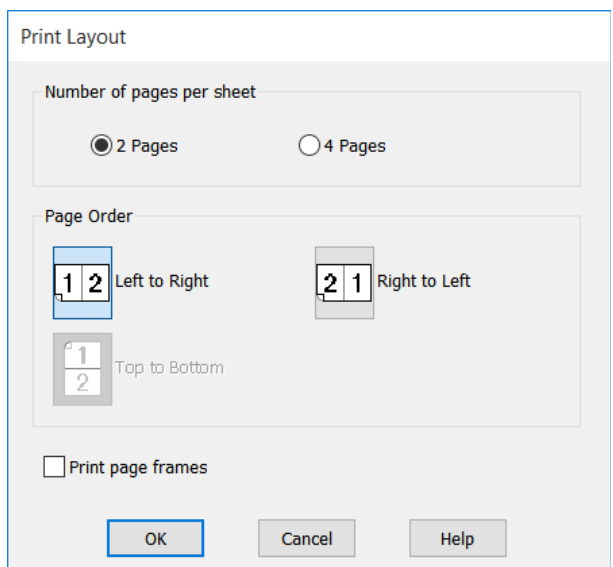 Print Layout
Number of pages per sheet
2 Pages 4 Pages
Page Order
1 2 Left to Right 2 1 Right to Left
1
2 Top to Bottom
Print page frames
OK Cancel Help